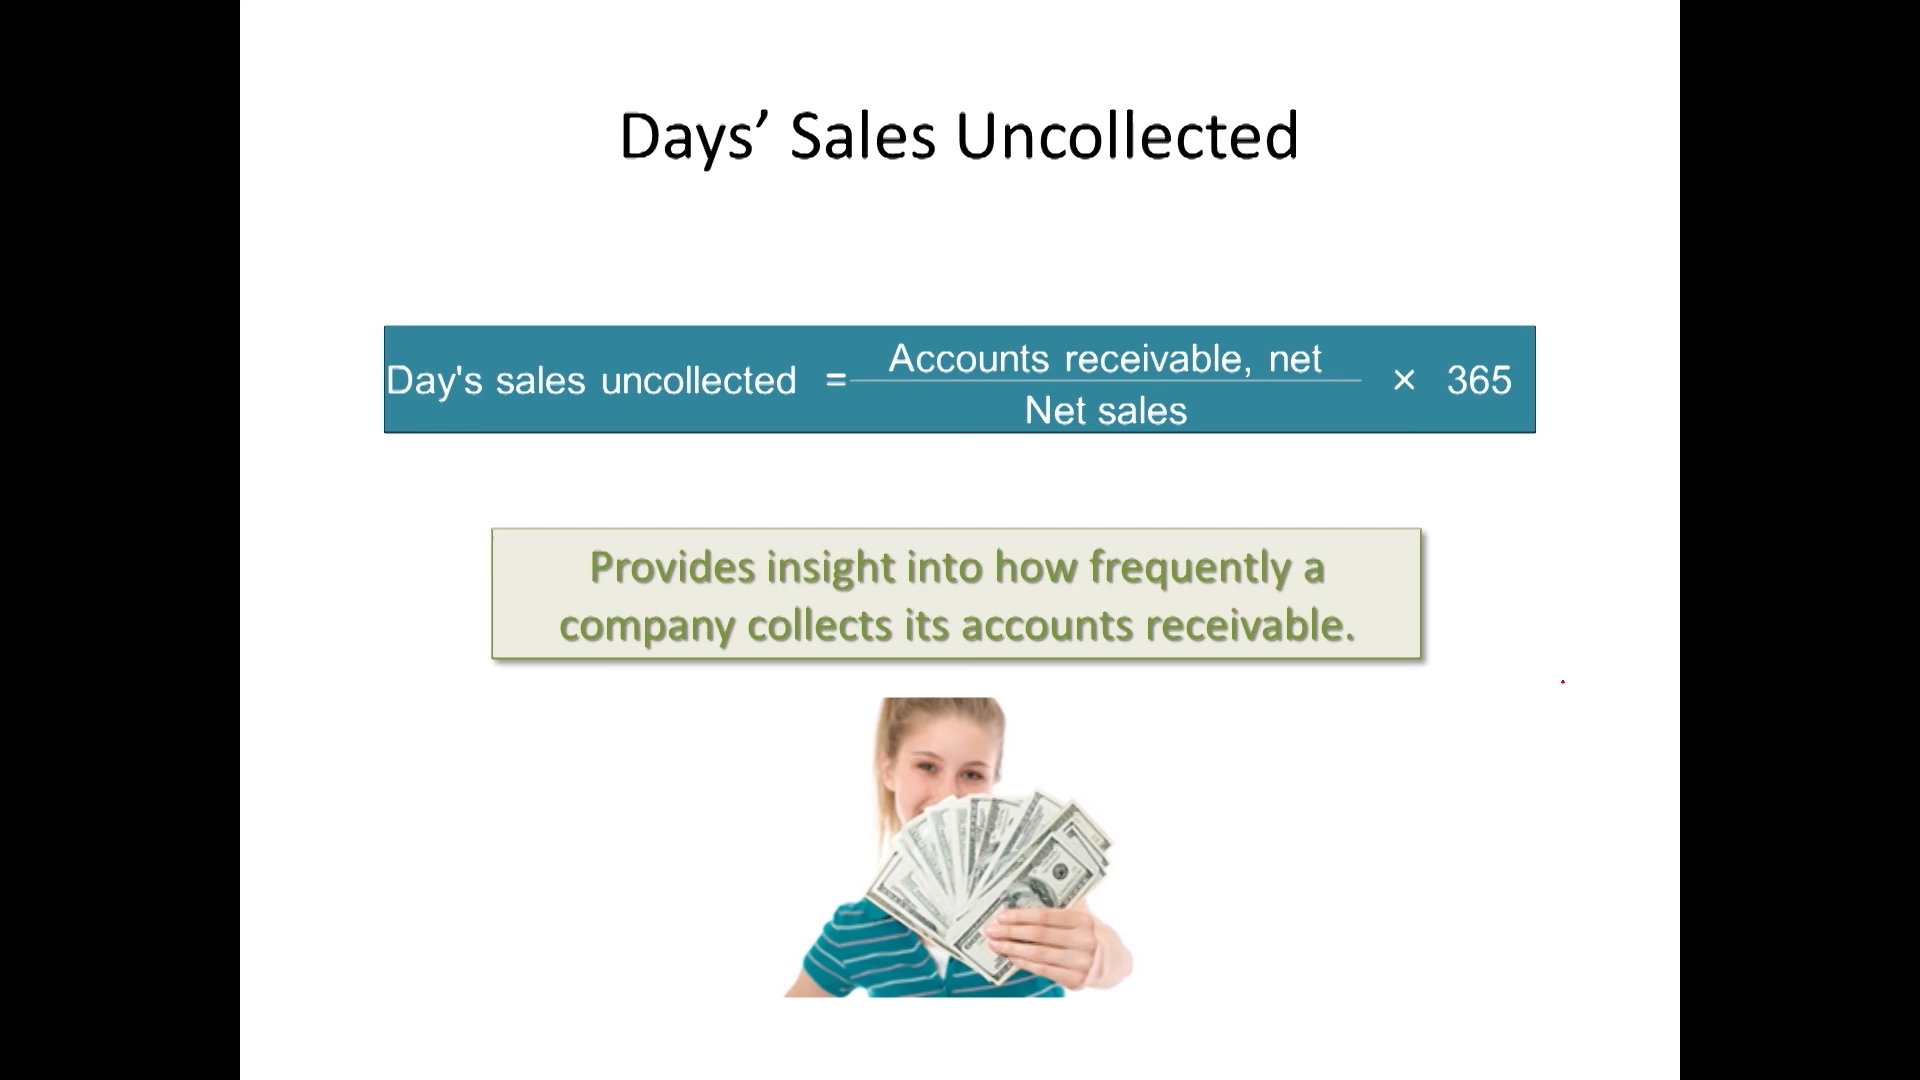 Days’ Sales Uncollected
Day's sales uncollected = Accounts receivable, net × 365
Net sales
Provides insight into how frequently a
company collects its accounts receivable.